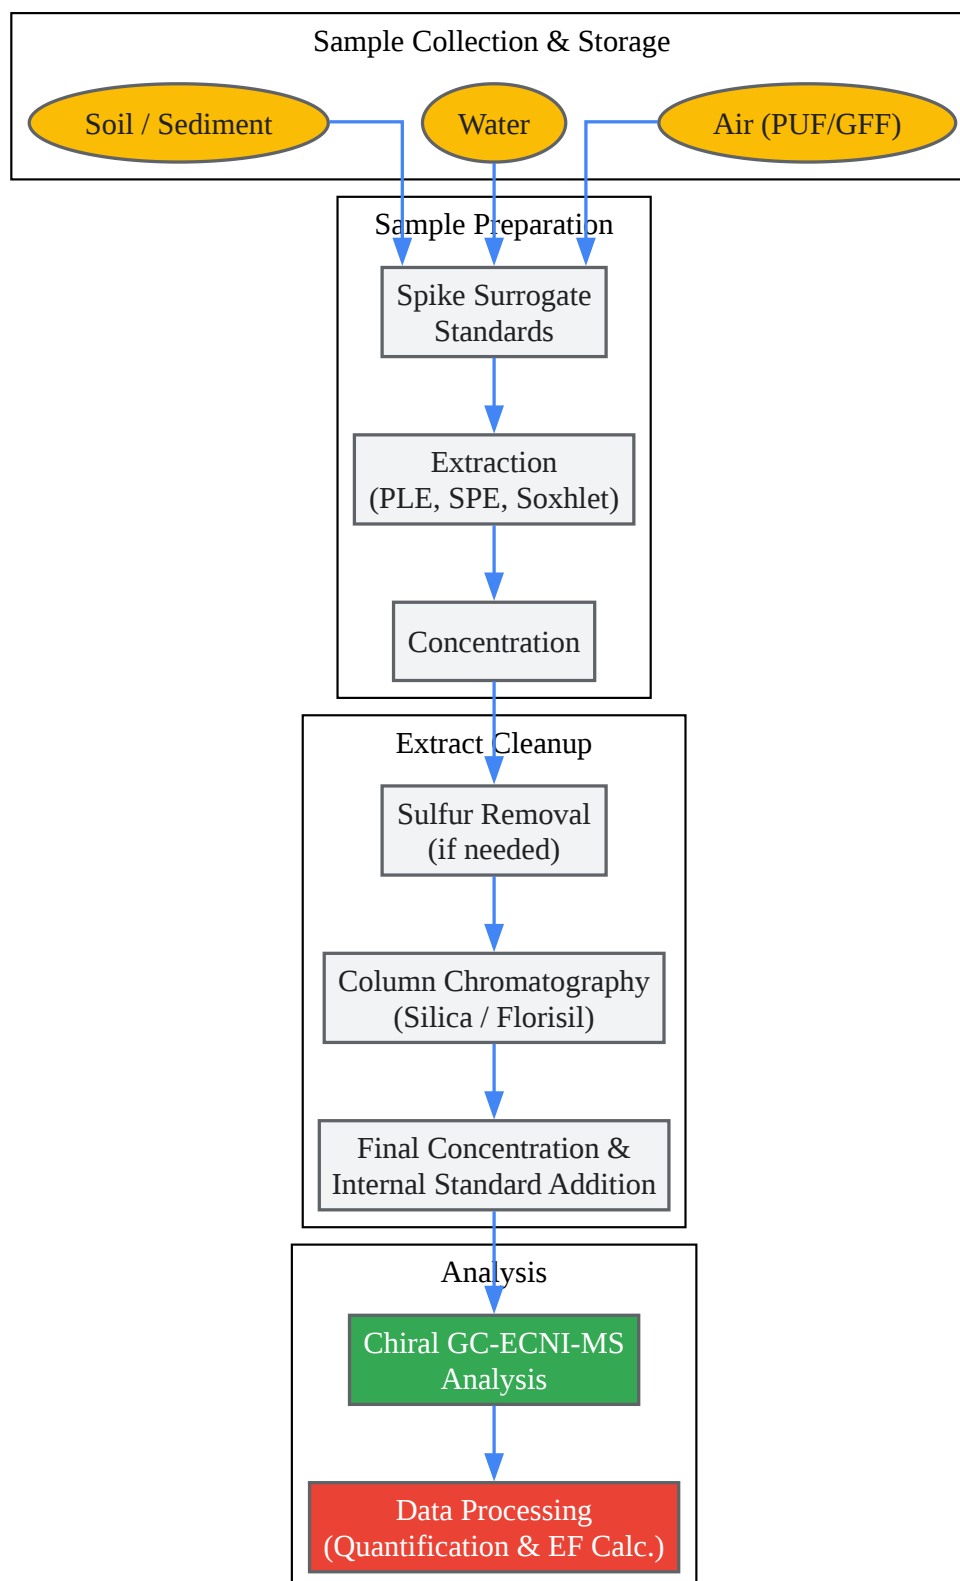 Sample Collection & Storage
Soil / Sediment
Water
Air (PUF/GFF)
Sample Preparation
Spike Surrogate
Standards
Extraction
(PLE, SPE, Soxhlet)
Concentration
Extract Cleanup
Sulfur Removal
(if needed)
Column Chromatography
(Silica / Florisil)
Final Concentration &
Internal Standard Addition
Analysis
Chiral GC-ECNI-MS
Analysis
Data Processing
(Quantification & EF Calc.)